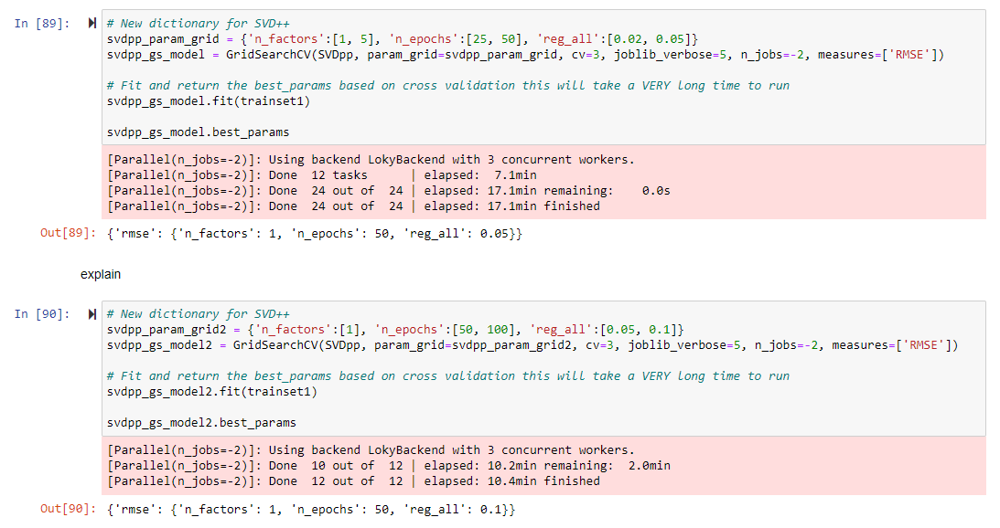 In [89]:
# New dictionary for SVD++
svdpp_param_grid = {'n_factors':[1, 5], 'n_epochs':[25, 50], 'reg_all':[0.02, 0.05]}
svdpp_gs_model = GridSearchCV(SVDpp, param_grid=svdpp_param_grid, cv=3, joblib_verbose=5, n_jobs=-2, measures=['RMSE'])
# Fit and return the best_params based on cross validation this will take a VERY long time to run
svdpp_gs_model.fit(trainset1)
svdpp_gs_model.best_params
[Parallel(n_jobs=-2)]: Using backend LokyBackend with 3 concurrent workers.
[Parallel(n_jobs=-2)]: Done  12 tasks      | elapsed:  7.1min
[Parallel(n_jobs=-2)]: Done  24 out of  24 | elapsed: 17.1min remaining:    0.0s
[Parallel(n_jobs=-2)]: Done  24 out of  24 | elapsed: 17.1min finished
Out[89]: {'rmse': {'n_factors': 1, 'n_epochs': 50, 'reg_all': 0.05}}
explain
In [90]:
# New dictionary for SVD++
svdpp_param_grid2 = {'n_factors':[1], 'n_epochs':[50, 100], 'reg_all':[0.05, 0.1]}
svdpp_gs_model2 = GridSearchCV(SVDpp, param_grid=svdpp_param_grid2, cv=3, joblib_verbose=5, n_jobs=-2, measures=['RMSE'])
# Fit and return the best_params based on cross validation this will take a VERY long time to run
svdpp_gs_model2.fit(trainset1)
svdpp_gs_model2.best_params
[Parallel(n_jobs=-2)]: Using backend LokyBackend with 3 concurrent workers.
[Parallel(n_jobs=-2)]: Done  10 out of  12 | elapsed: 10.2min remaining:  2.0min
[Parallel(n_jobs=-2)]: Done  12 out of  12 | elapsed: 10.4min finished
Out[90]: {'rmse': {'n_factors': 1, 'n_epochs': 50, 'reg_all': 0.1}}